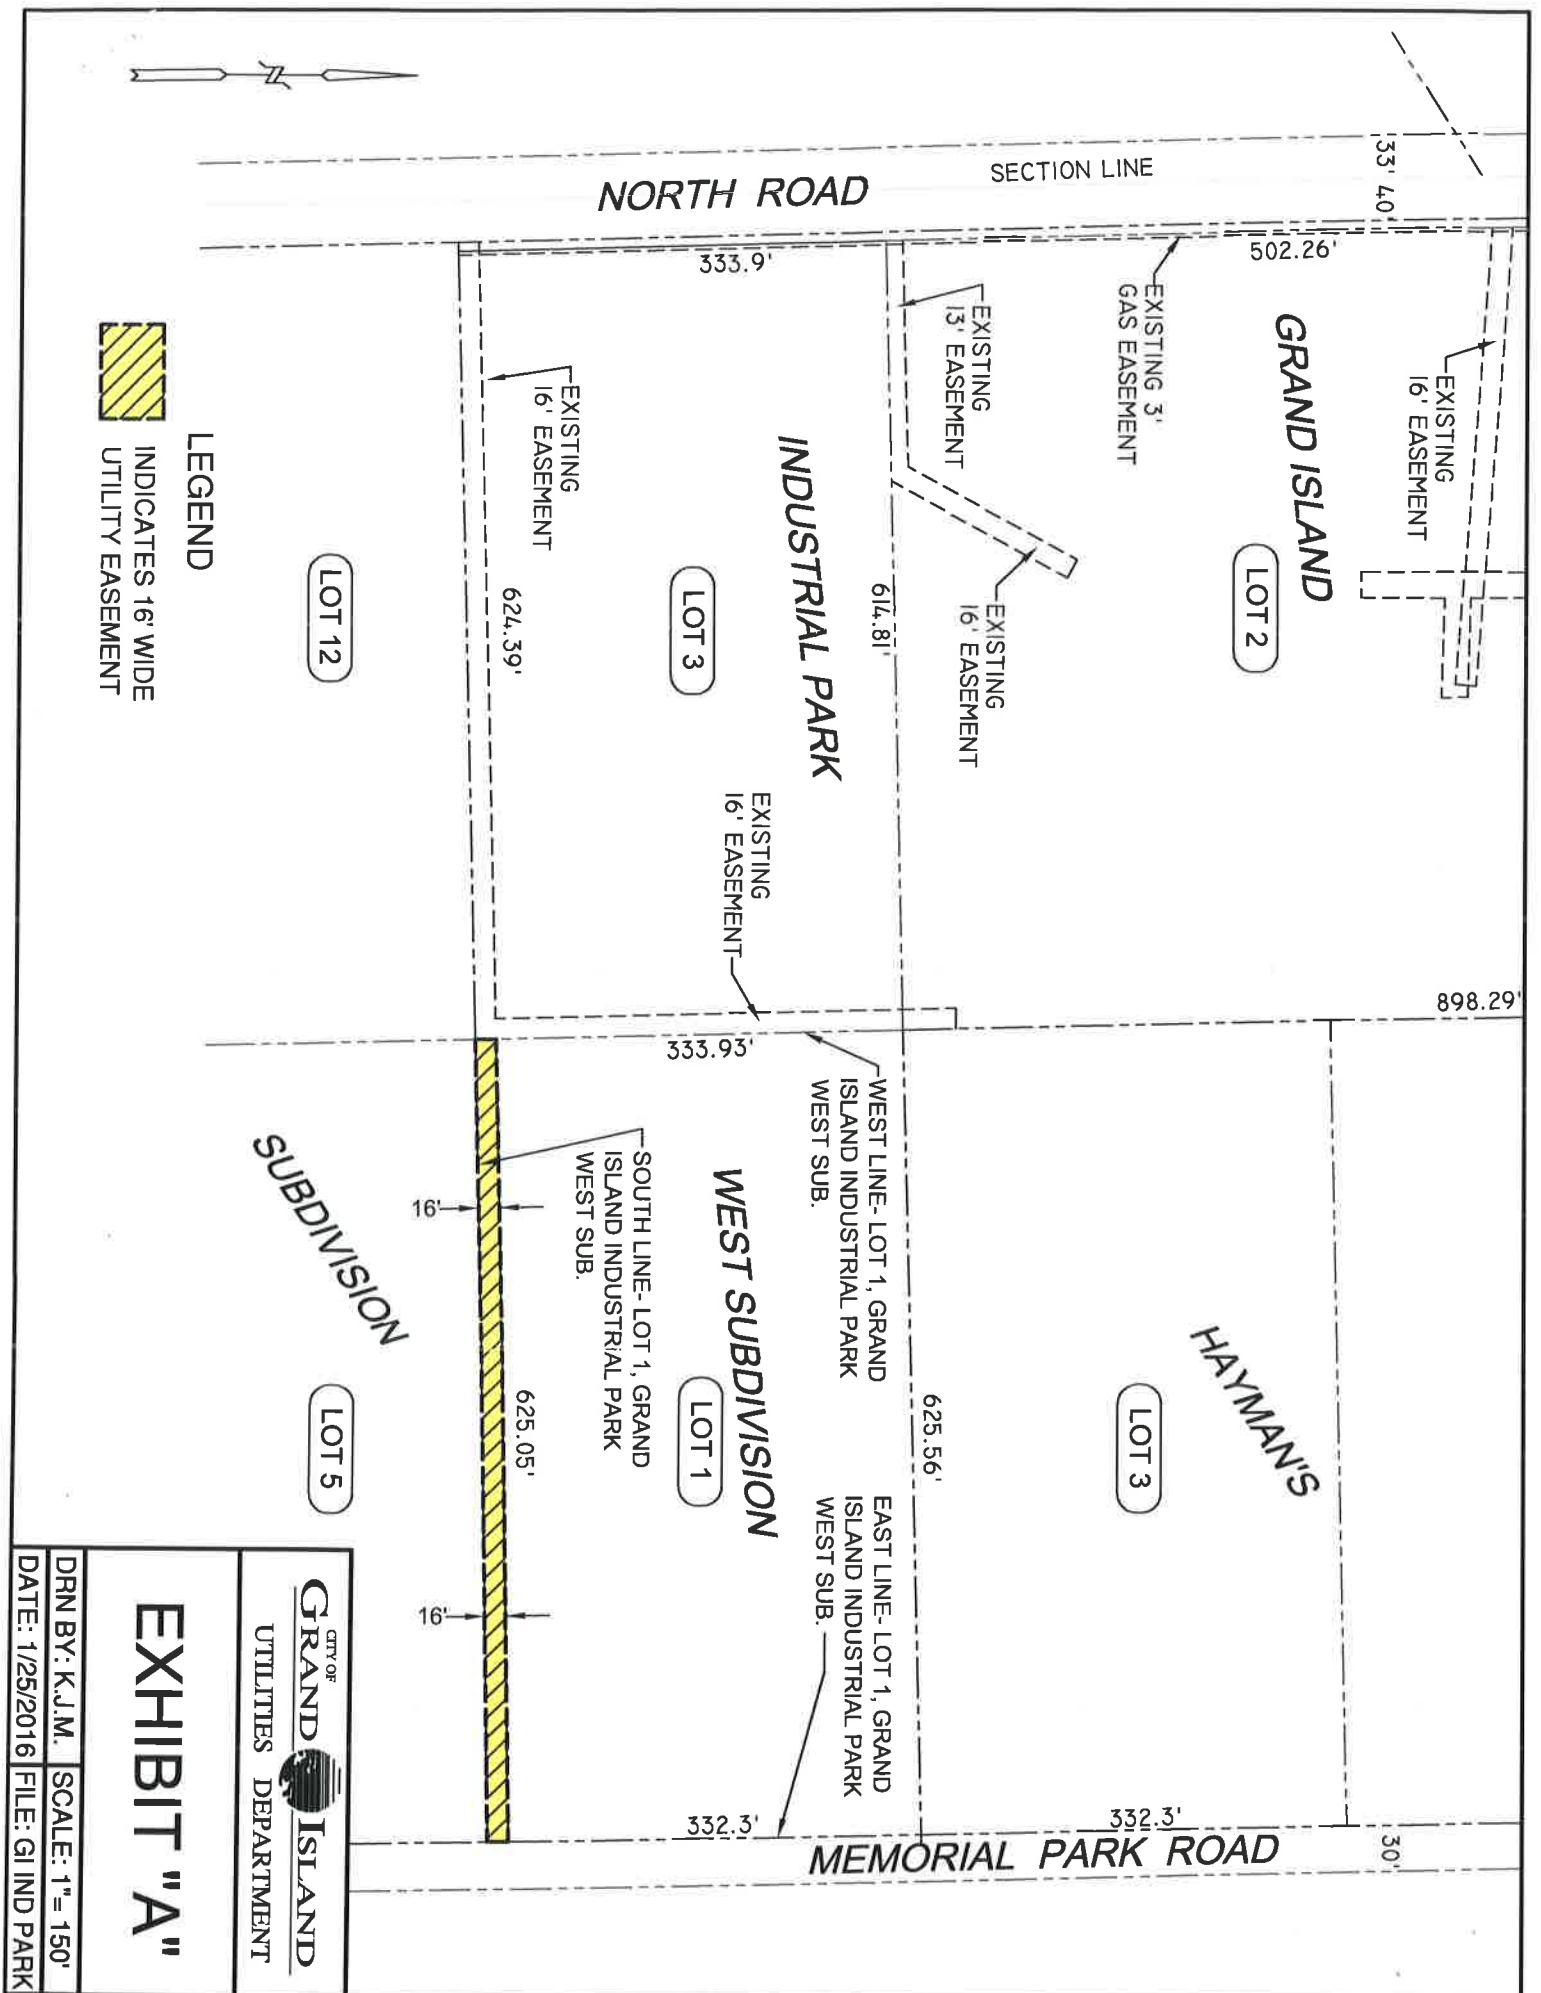 33' 40'
SECTION LINE
NORTH ROAD
502.26'
333.9'
EXISTING
16' EASEMENT
GRAND ISLAND
EXISTING 3'
GAS EASEMENT
EXISTING
13' EASEMENT
LOT 2
EXISTING
16' EASEMENT
614.81'
INDUSTRIAL PARK
LOT 3
EXISTING
16' EASEMENT
624.39'
LOT 12
EXISTING
16' EASEMENT
LEGEND
INDICATES 16' WIDE
UTILITY EASEMENT
898.29'
333.93'
WEST LINE- LOT 1, GRAND
ISLAND INDUSTRIAL PARK
WEST SUB.
SOUTH LINE- LOT 1, GRAND
ISLAND INDUSTRIAL PARK
WEST SUB.
WEST SUBDIVISION
SUBDIVISION
16'
HAYMAN'S
LOT 3
625.56'
LOT 1
625.05'
LOT 5
EAST LINE- LOT 1, GRAND
ISLAND INDUSTRIAL PARK
WEST SUB.
16'
332.3'
332.3'
30'
MEMORIAL PARK ROAD
CITY OF
GRAND ISLAND
UTILITIES DEPARTMENT
EXHIBIT "A"
DRN BY: K.J.M. SCALE: 1"= 150'
DATE: 1/25/2016 FILE: GI IND PARK
N